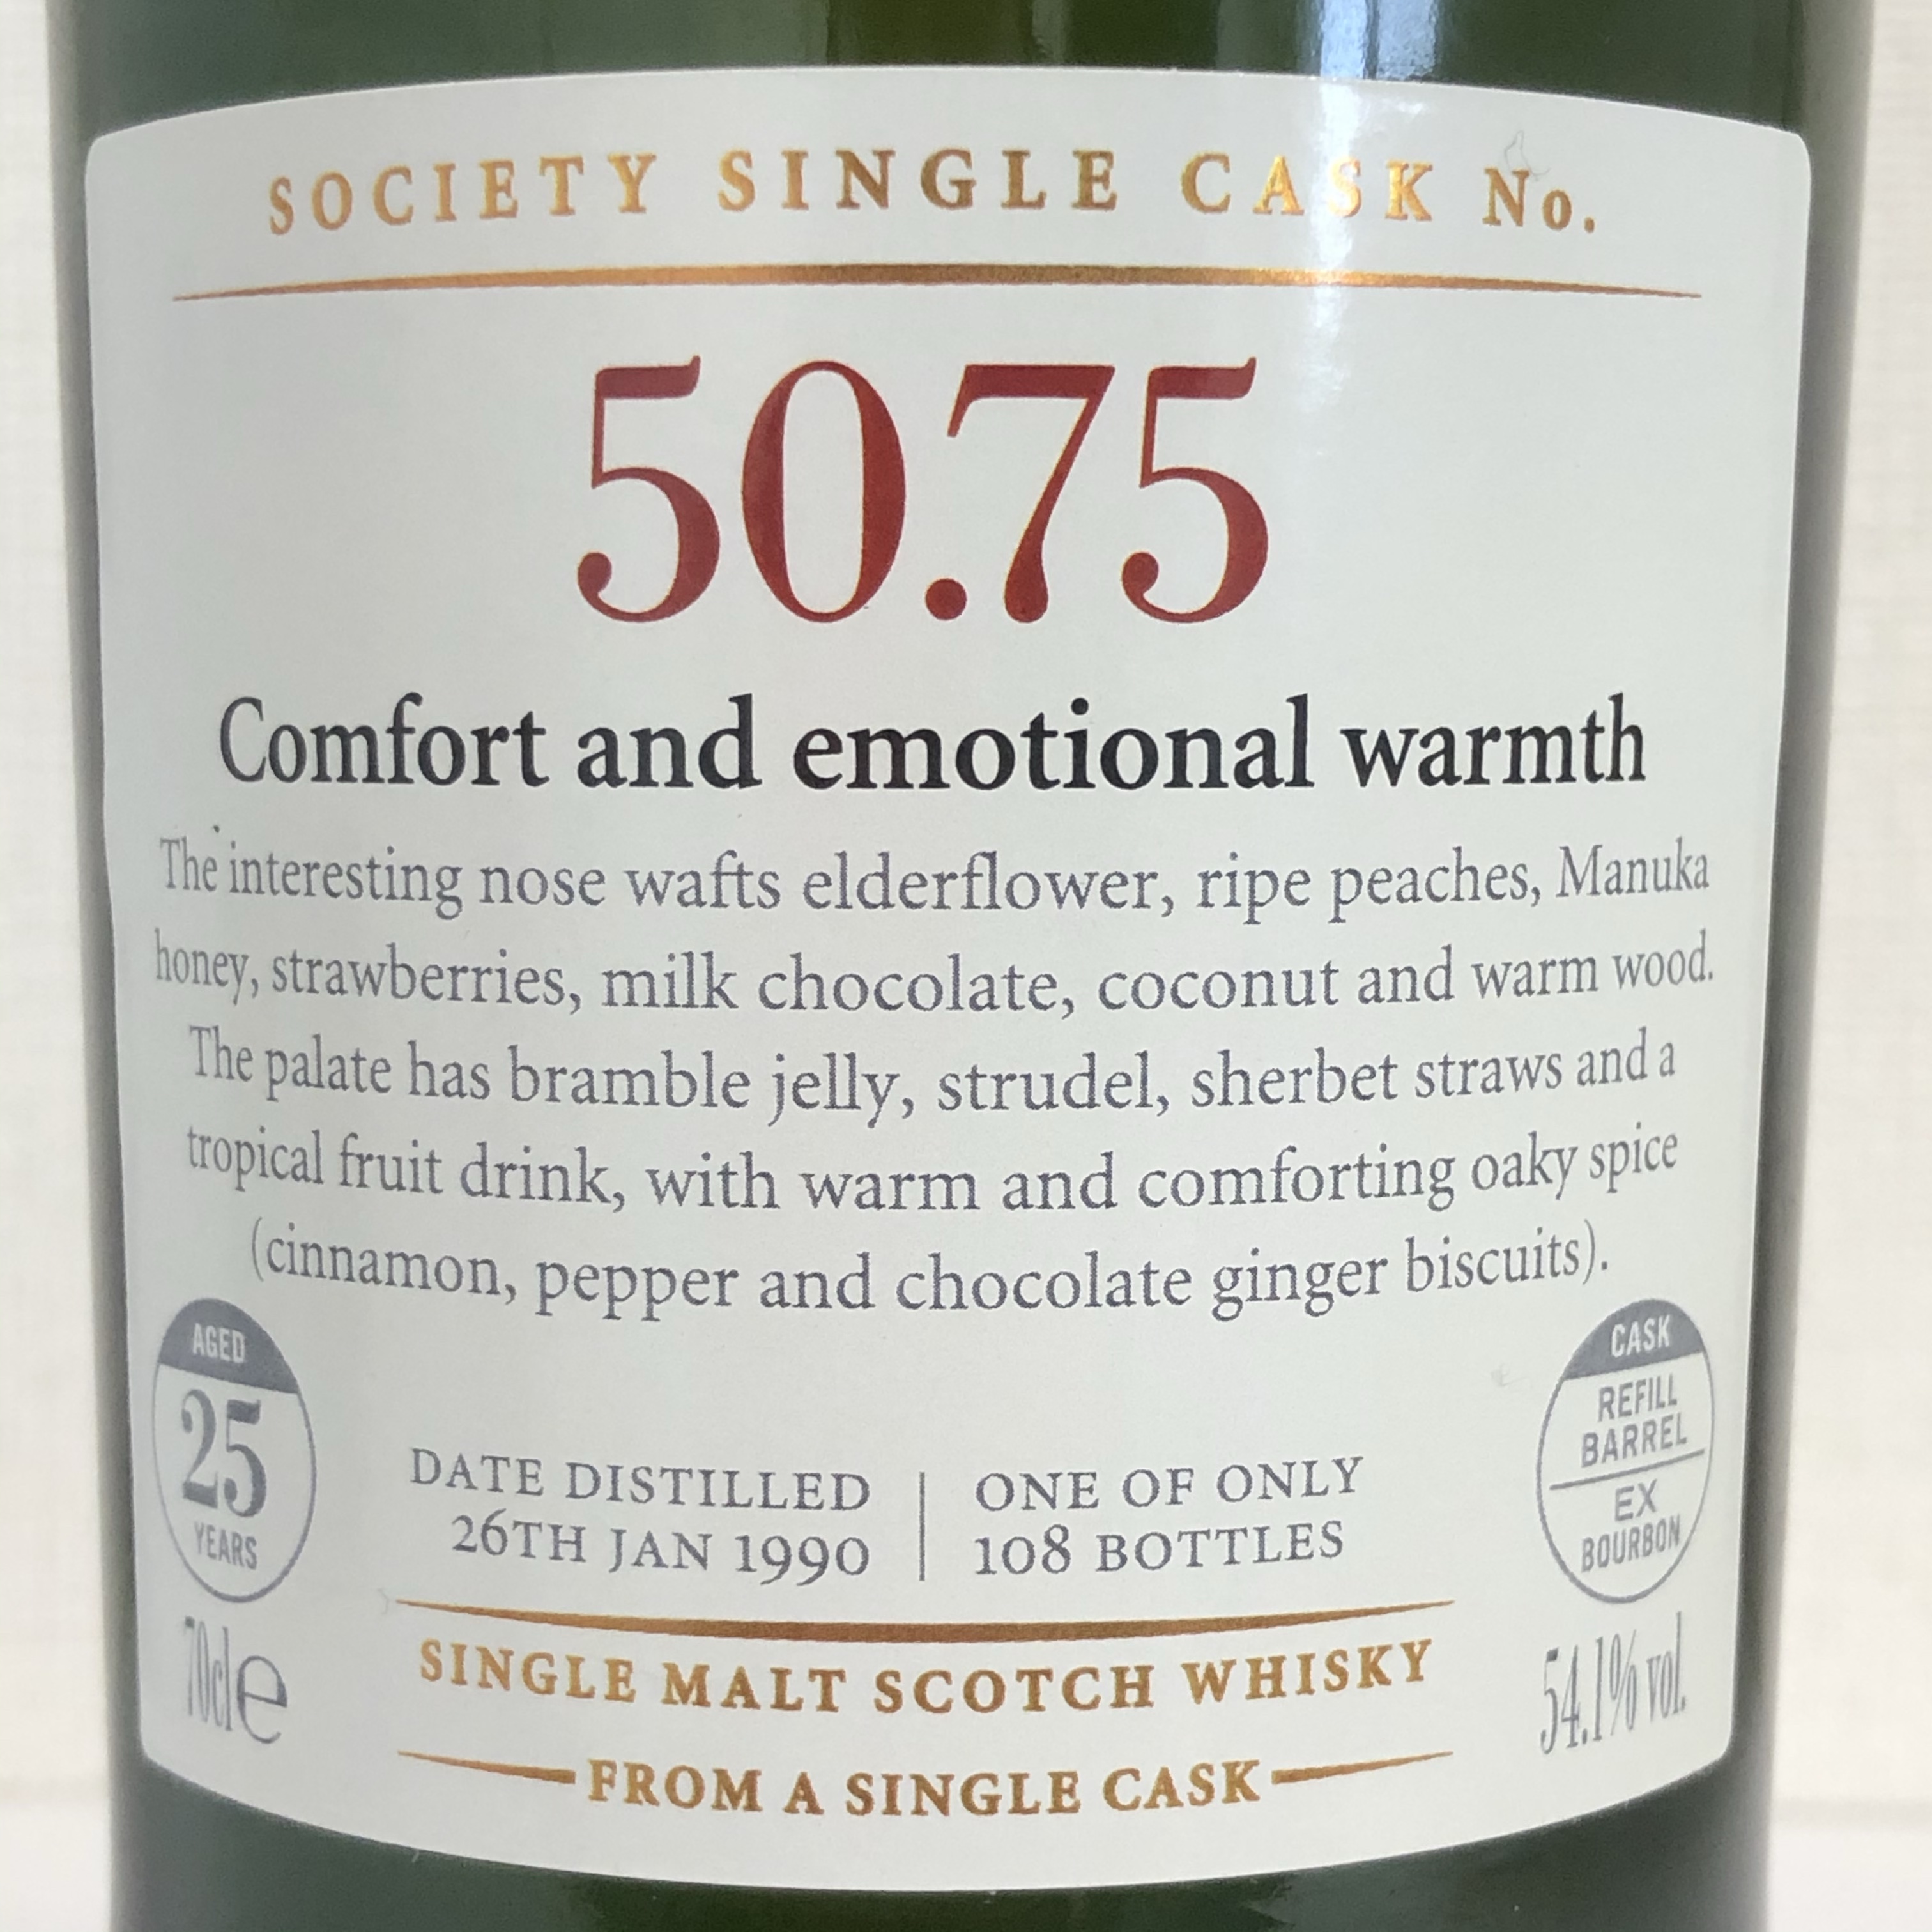 SOCIETY SINGLE CASK No.
50.75
Comfort and emotional warmth
The interesting nose wafts elderflower, ripe peaches, Manuka
honey, strawberries, milk chocolate, coconut and warm wood.
The palate has bramble jelly, strudel, sherbet straws and a
tropical fruit drink, with warm and comforting oaky spice
(cinnamon, pepper and chocolate ginger biscuits).
AGED
25
YEARS
DATE DISTILLED
26TH JAN 1990
ONE OF ONLY
108 BOTTLES
CASK
REFILL
BARREL
EX
BOURBON
70cl e
SINGLE MALT SCOTCH WHISKY
FROM A SINGLE CASK
54.1% vol.